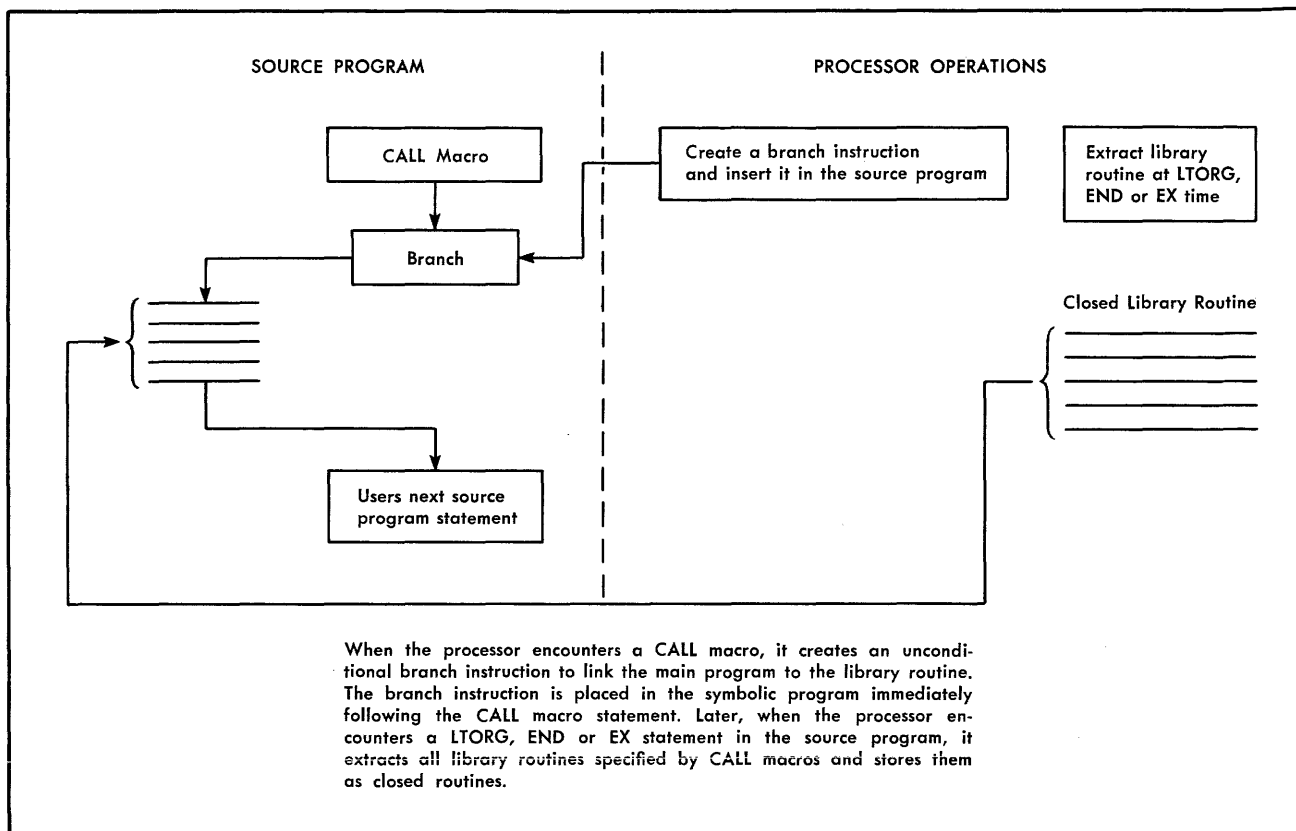 SOURCE PROGRAM
PROCESSOR OPERATIONS
CALL Macro
Create a branch instruction
and insert it in the source program
Extract library
routine at LTORG,
END or EX time
Branch
Closed Library Routine
Users next source
program statement
When the processor encounters a CALL macro, it creates an uncondi-
tional branch instruction to link the main program to the library routine.
The branch instruction is placed in the symbolic program immediately
following the CALL macro statement. Later, when the processor en-
counters a LTORG, END or EX statement in the source program, it
extracts all library routines specified by CALL macros and stores them
as closed routines.